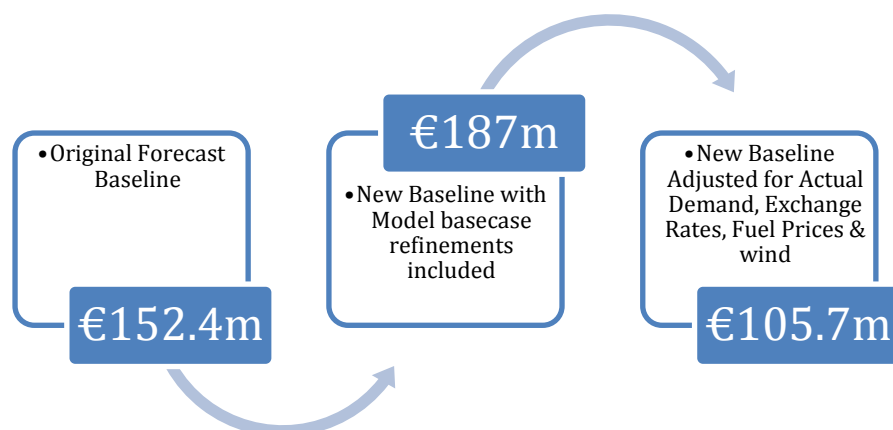 •Original Forecast
Baseline
€152.4m
€187m
•New Baseline with
Model basecase
refinements
included
•New Baseline
Adjusted for Actual
Demand, Exchange
Rates, Fuel Prices &
wind
€105.7m